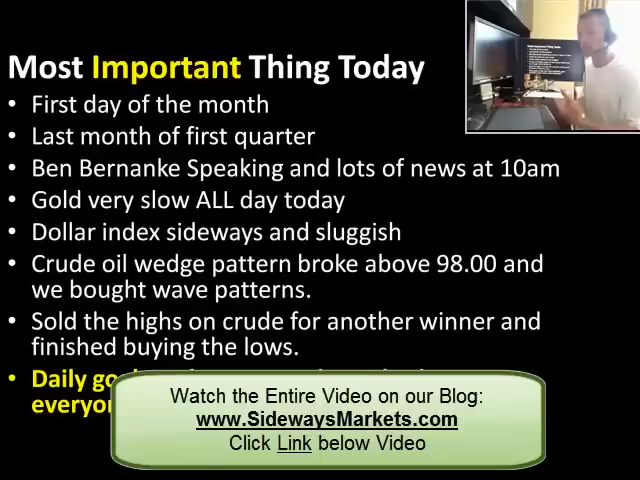 Most Important Thing Today
• First day of the month
• Last month of first quarter
• Ben Bernanke Speaking and lots of news at 10am
• Gold very slow ALL day today
• Dollar index sideways and sluggish
• Crude oil wedge pattern broke above 98.00 and
we bought wave patterns.
• Sold the highs on crude for another winner and
finished buying the lows.
• Daily
Watch the Entire Video on our Blog:
www.SidewaysMarkets.com
Click Link below Video